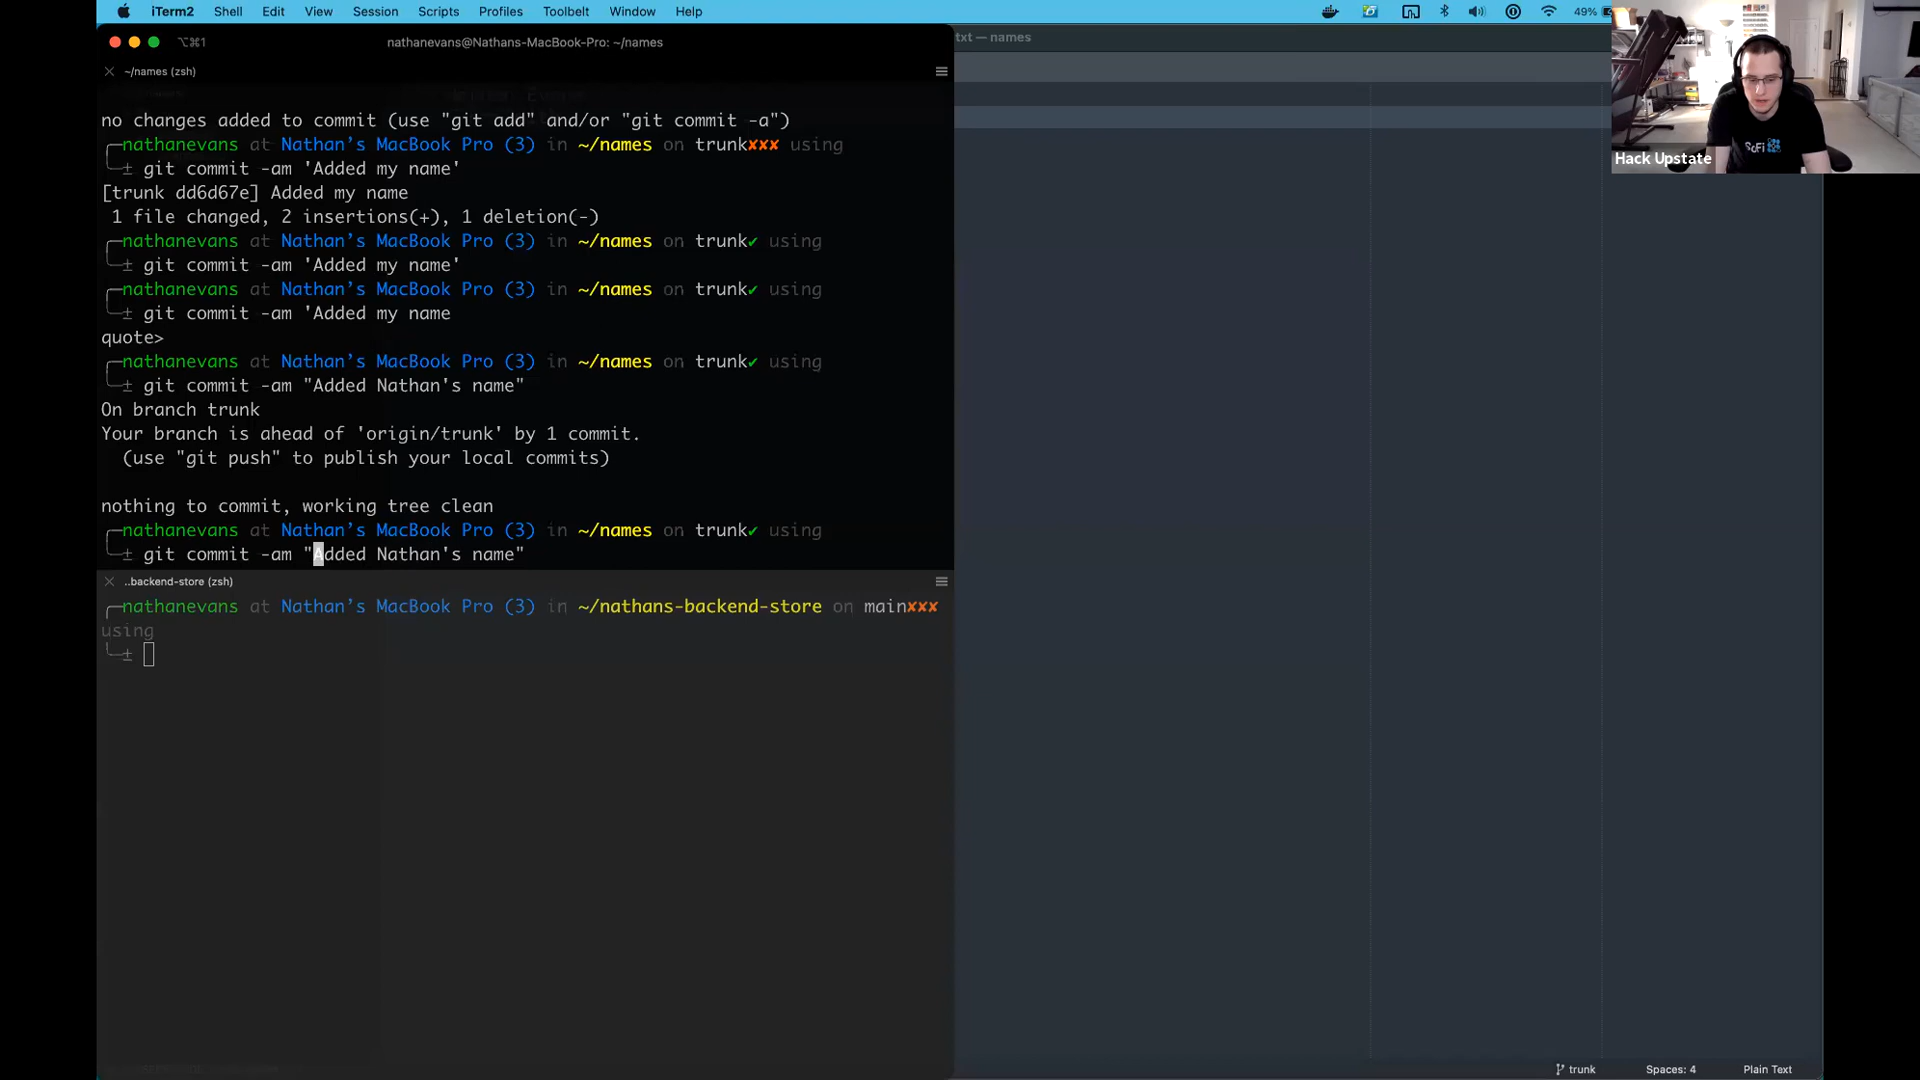 iTerm2 Shell Edit View Session Scripts Profiles Toolbelt Window Help 49%
⌥⌘1 nathanevans@Nathans-MacBook-Pro: ~/names
txt — names
~/names (zsh)
no changes added to commit (use "git add" and/or "git commit -a")
nathanevans at Nathan’s MacBook Pro (3) in ~/names on trunk✘✘✘ using
± git commit -am 'Added my name'
[trunk dd6d67e] Added my name
1 file changed, 2 insertions(+), 1 deletion(-)
nathanevans at Nathan’s MacBook Pro (3) in ~/names on trunk✔ using
± git commit -am 'Added my name'
nathanevans at Nathan’s MacBook Pro (3) in ~/names on trunk✔ using
± git commit -am 'Added my name
quote>
nathanevans at Nathan’s MacBook Pro (3) in ~/names on trunk✔ using
± git commit -am "Added Nathan's name"
On branch trunk
Your branch is ahead of 'origin/trunk' by 1 commit.
(use "git push" to publish your local commits)
nothing to commit, working tree clean
nathanevans at Nathan’s MacBook Pro (3) in ~/names on trunk✔ using
± git commit -am "Added Nathan's name"
..backend-store (zsh)
nathanevans at Nathan’s MacBook Pro (3) in ~/nathans-backend-store on main✘✘✘
using
±
Hack Upstate
trunk Spaces: 4 Plain Text